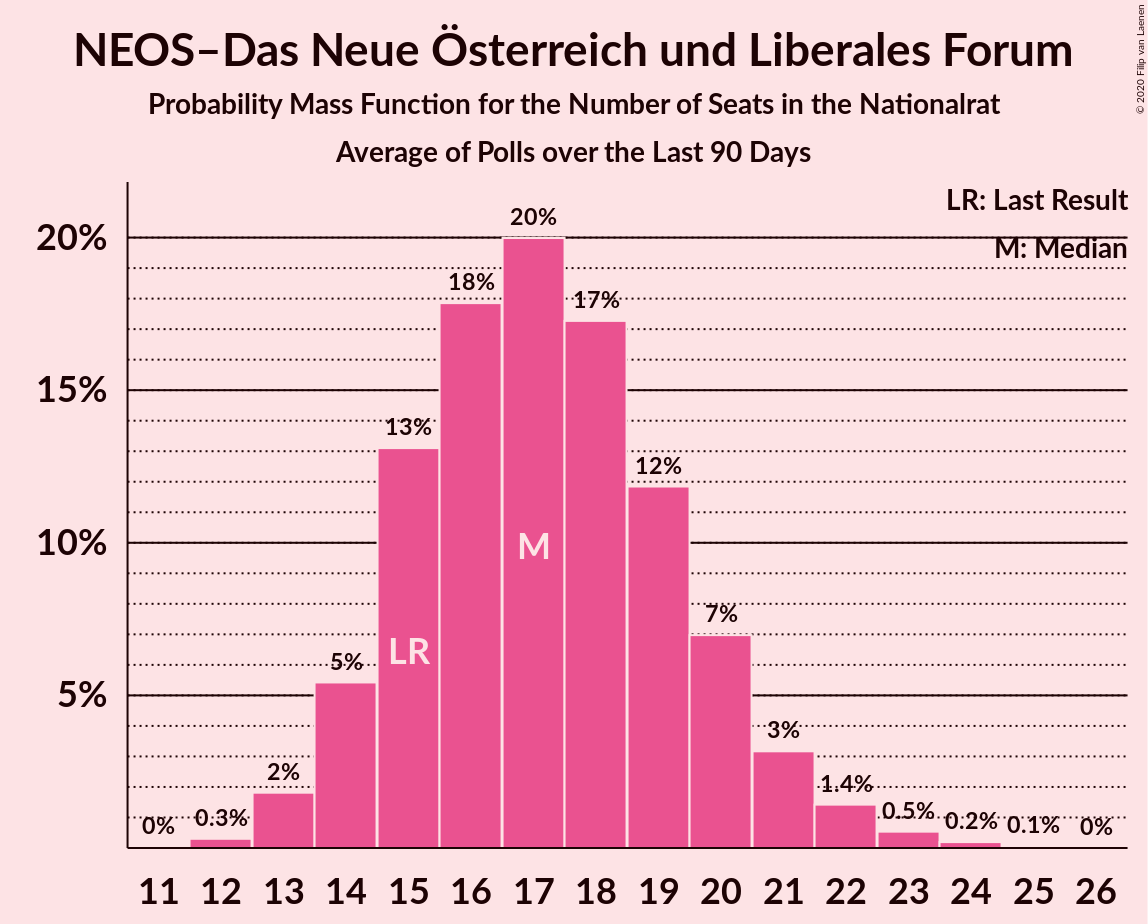 NEOS–Das Neue Österreich und Liberales Forum
Probability Mass Function for the Number of Seats in the Nationalrat
Average of Polls over the Last 90 Days
© 2020 Filip van Laenen
LR: Last Result
M: Median
20%
15%
10%
5%
0%
0.3%
2%
5%
13%
18%
20%
17%
12%
7%
3%
1.4%
0.5%
0.2%
0.1%
0%
LR
M
11 12 13 14 15 16 17 18 19 20 21 22 23 24 25 26